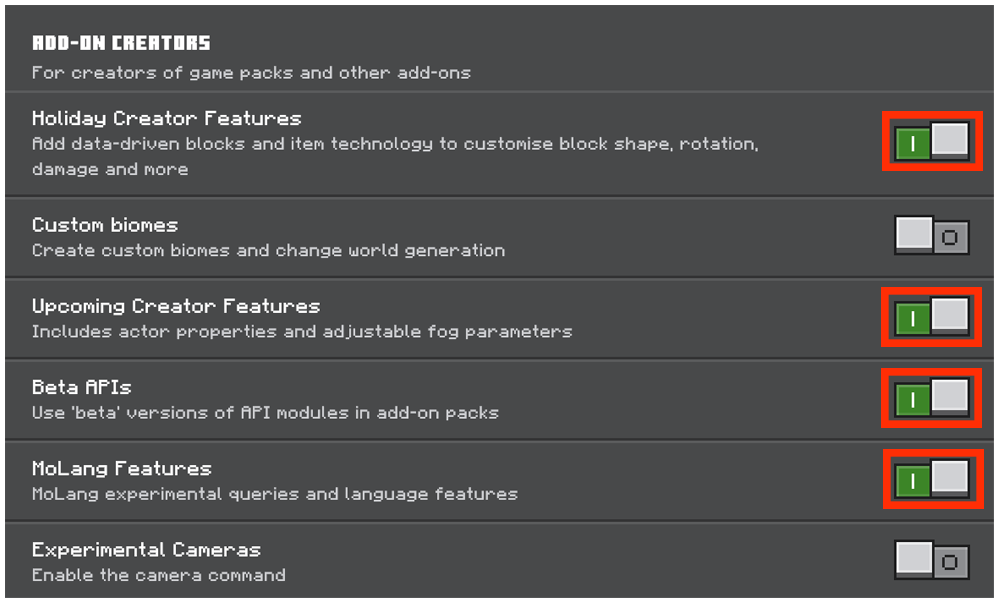 ADD-ON CREATORS
For creators of game packs and other add-ons
Holiday Creator Features
Add data-driven blocks and item technology to customise block shape, rotation,
damage and more
Custom biomes
Create custom biomes and change world generation
Upcoming Creator Features
Includes actor properties and adjustable fog parameters
Beta APIs
Use 'beta' versions of API modules in add-on packs
MoLang Features
MoLang experimental queries and language features
Experimental Cameras
Enable the camera command